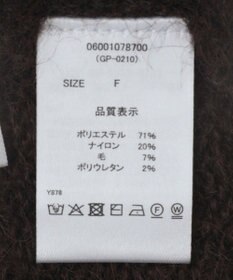 06001078700
(GP-0210)
SIZE F
品質表示
ポリエステル 71%
ナイロン 20%
毛 7%
ポリウレタン 2%
Y878